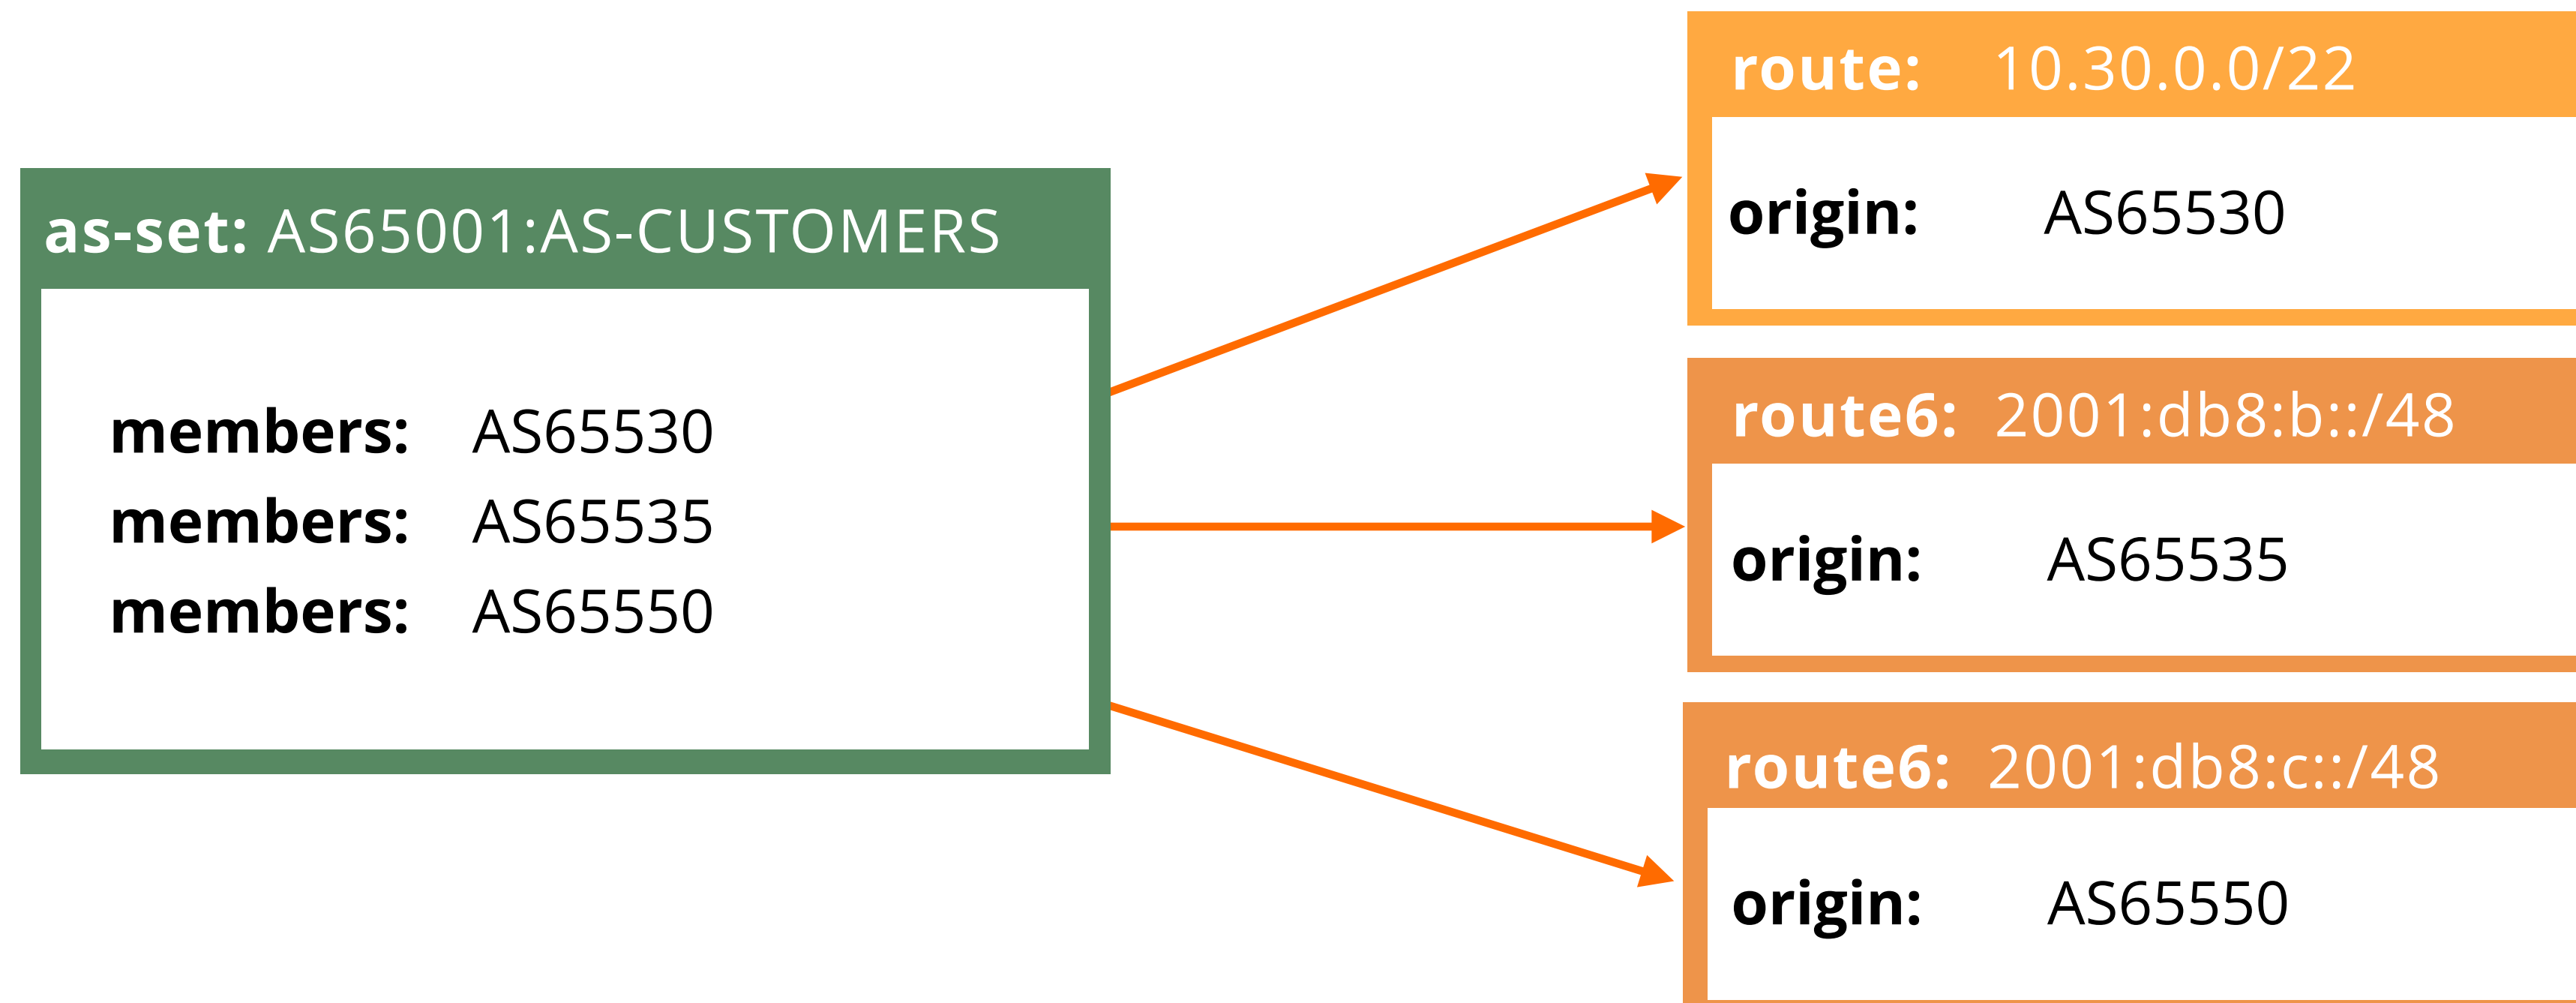 as-set: AS65001:AS-CUSTOMERS
members: AS65530
members: AS65535
members: AS65550
route: 10.30.0.0/22
origin: AS65530
route6: 2001:db8:b::/48
origin: AS65535
route6: 2001:db8:c::/48
origin: AS65550